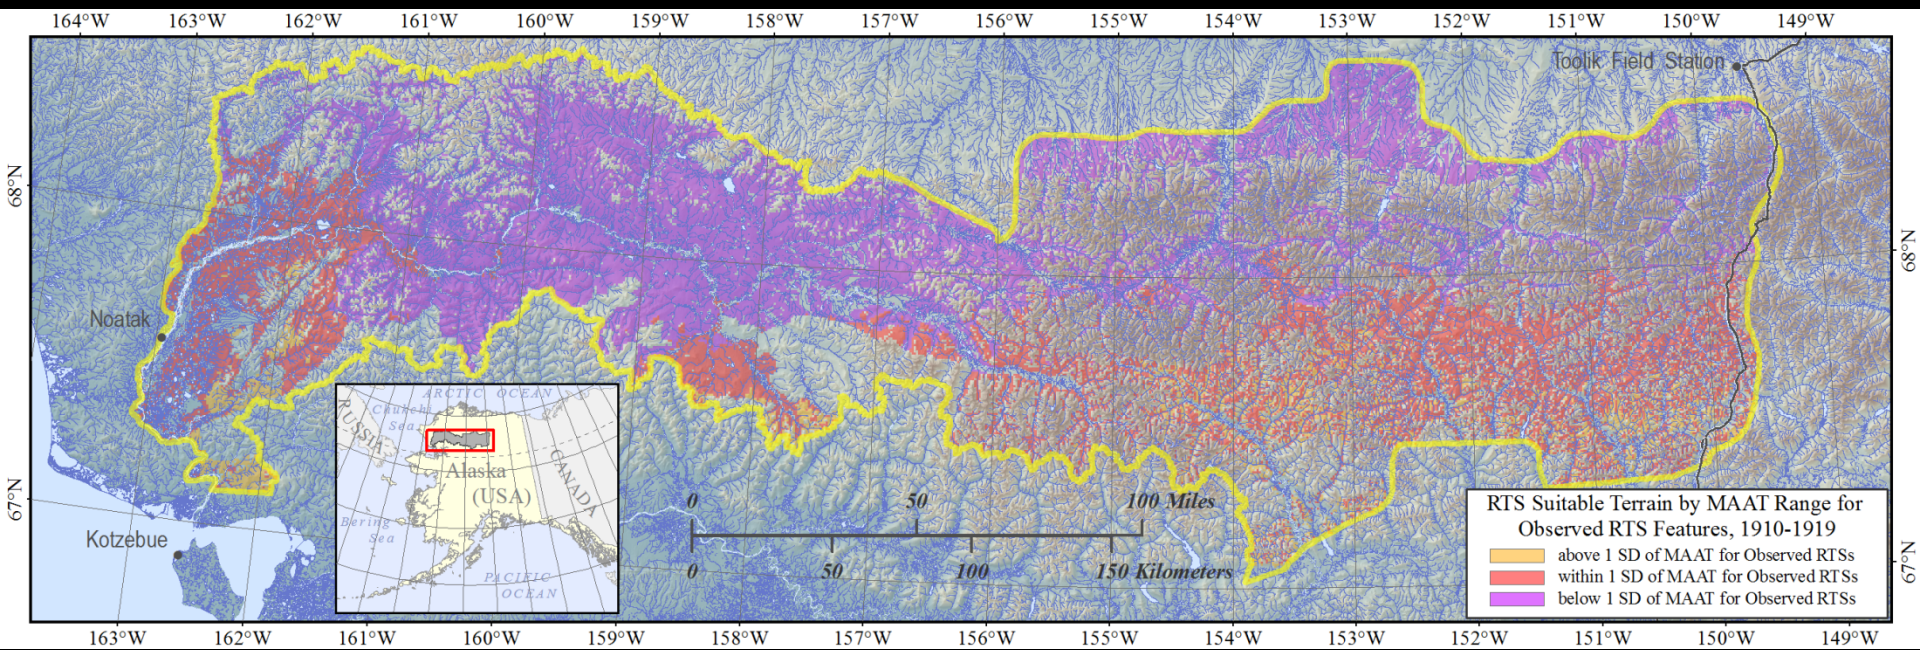 164°W 163°W 162°W 161°W 160°W 159°W 158°W 157°W 156°W 155°W 154°W 153°W 152°W 151°W 150°W 149°W
Toolik Field Station
68°N
68°N
Noatak
67°N
67°N
Kotzebue
ARCTIC OCEAN
Chukchi
Sea
RUSSIA
Alaska
(USA)
CANADA
Bering
Sea
PACIFIC
OCEAN
0 50 100 Miles
0 50 100 150 Kilometers
RTS Suitable Terrain by MAAT Range for
Observed RTS Features, 1910-1919
above 1 SD of MAAT for Observed RTSs
within 1 SD of MAAT for Observed RTSs
below 1 SD of MAAT for Observed RTSs
163°W 162°W 161°W 160°W 159°W 158°W 157°W 156°W 155°W 154°W 153°W 152°W 151°W 150°W 149°W